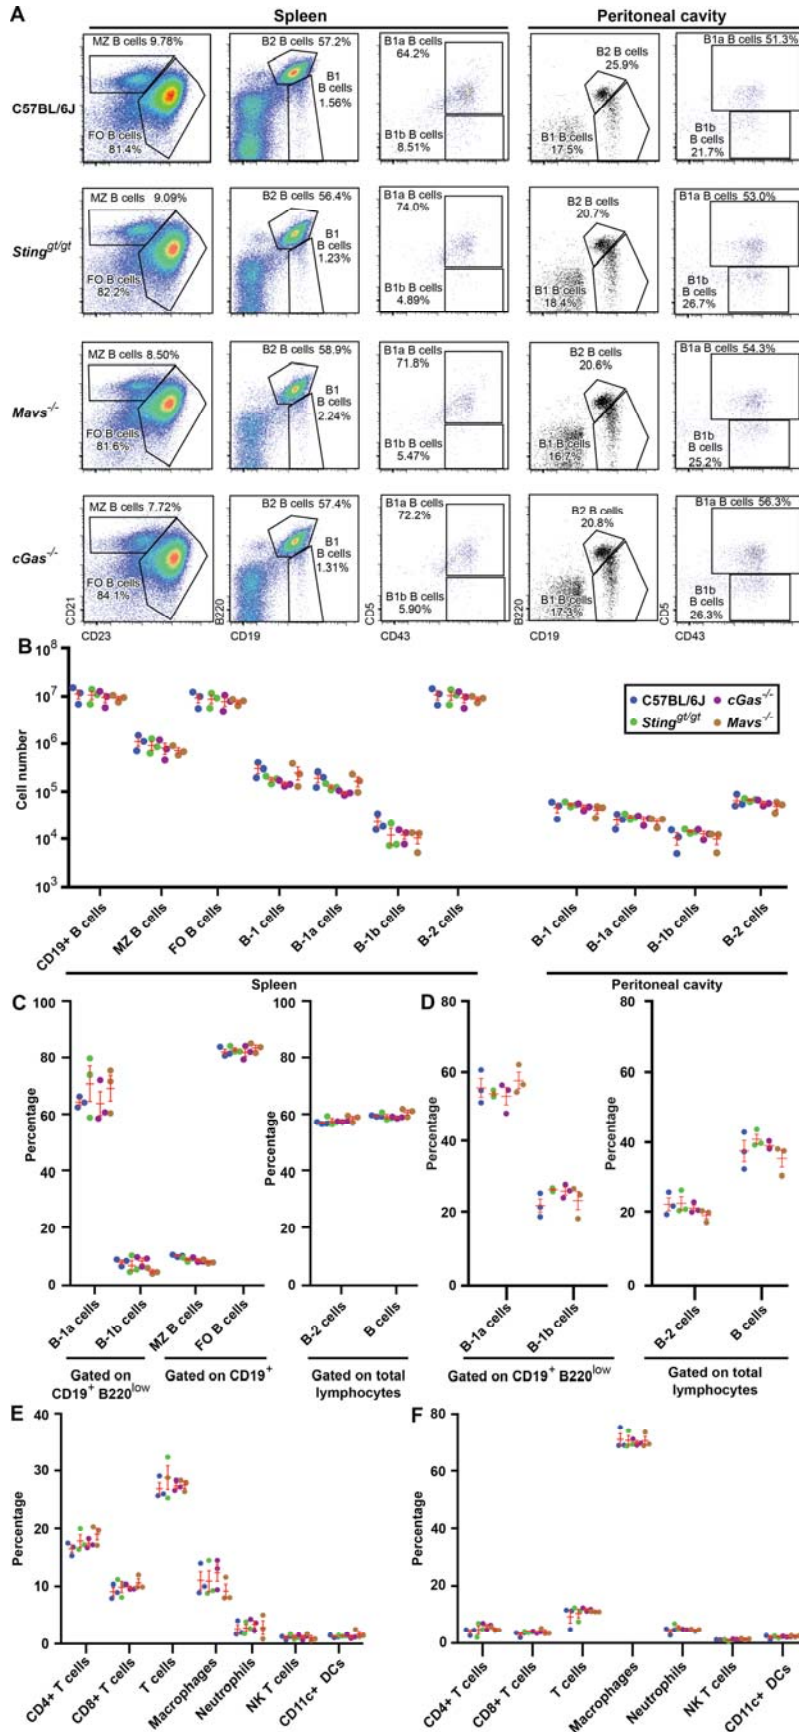 A
Spleen
Peritoneal cavity
C57BL/6J
MZ B cells 9.78%
FO B cells
81.4%
B2 B cells 57.2%
B1
B cells
1.56%
B1a B cells
64.2%
B1b B cells
8.51%
B2 B cells
25.9%
B1 B cells
17.5%
B1a B cells 51.3%
B1b
B cells
21.7%
Sting gt/gt
MZ B cells 9.09%
FO B cells
82.2%
B2 B cells 56.4%
B1
B cells
1.23%
B1a B cells
74.0%
B1b B cells
4.89%
B2 B cells
20.7%
B1 B cells
18.4%
B1a B cells 53.0%
B1b
B cells
26.7%
Mavs-/-
MZ B cells 8.50%
FO B cells
81.6%
B2 B cells 58.9%
B1
B cells
2.24%
B1a B cells
71.8%
B1b B cells
5.47%
B2 B cells
20.6%
B1 B cells
16.7%
B1a B cells 54.3%
B1b
B cells
25.2%
cGas-/-
MZ B cells 7.72%
FO B cells
84.1%
B2 B cells 57.4%
B1
B cells
1.31%
B1a B cells
72.2%
B1b B cells
5.90%
B2 B cells
20.8%
B1 B cells
17.3%
B1a B cells 56.3%
B1b
B cells
26.3%
CD21
CD23
B220
CD19
CD5
CD43
B220
CD19
CD5
CD43
B
Cell number
10^8
10^7
10^6
10^5
10^4
10^3
C57BL/6J cGas-/-
Sting gt/gt Mavs-/-
CD19+ B cells
MZ B cells
FO B cells
B-1 cells
B-1a cells
B-1b cells
B-2 cells
B-1 cells
B-1a cells
B-1b cells
B-2 cells
Spleen
Peritoneal cavity
C
Percentage
100
80
60
40
20
0
B-1a cells
B-1b cells
MZ B cells
FO B cells
Gated on
CD19+ B220low
Gated on CD19+
Percentage
100
80
60
40
20
0
B-2 cells
B cells
Gated on total
lymphocytes
D
Percentage
80
60
40
20
0
B-1a cells
B-1b cells
Gated on CD19+ B220low
Percentage
80
60
40
20
0
B-2 cells
B cells
Gated on total
lymphocytes
E
Percentage
40
30
20
10
0
CD4+ T cells
CD8+ T cells
T cells
Macrophages
Neutrophils
NK T cells
CD11c+ DCs
F
Percentage
80
60
40
20
0
CD4+ T cells
CD8+ T cells
T cells
Macrophages
Neutrophils
NK T cells
CD11c+ DCs